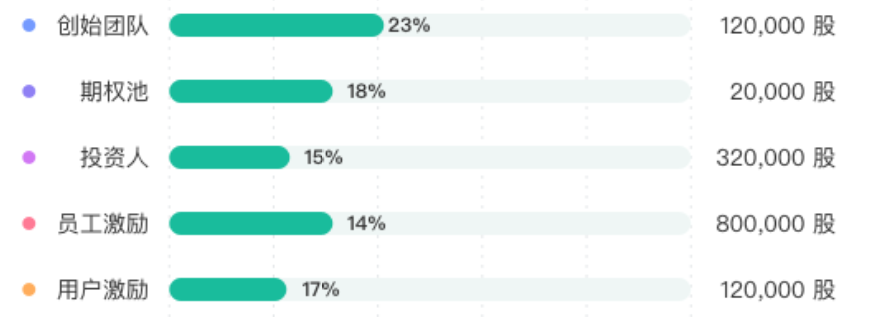 创始团队 23% 120,000 股
期权池 18% 20,000 股
投资人 15% 320,000 股
员工激励 14% 800,000 股
用户激励 17% 120,000 股